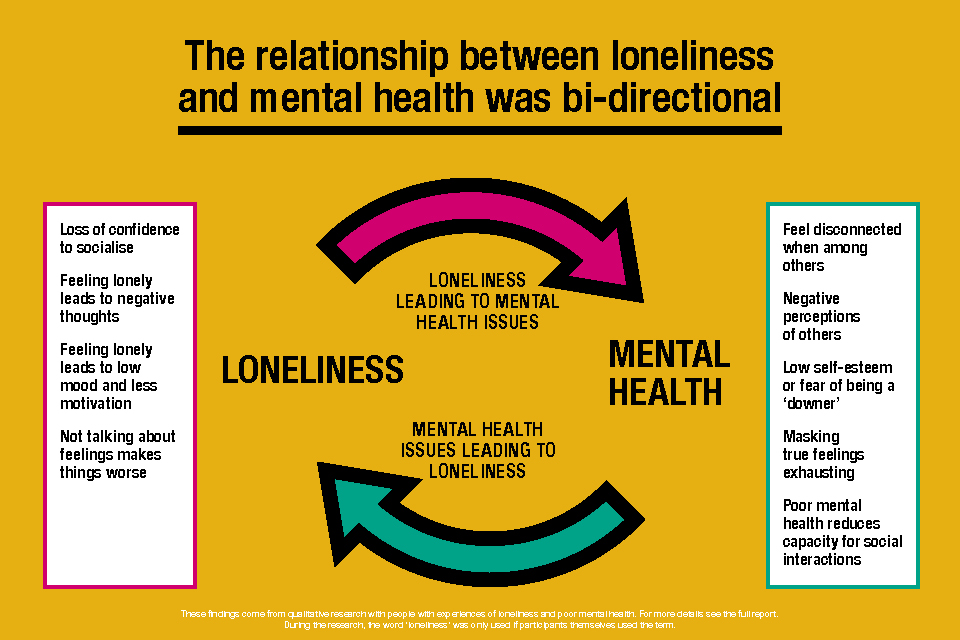 The relationship between loneliness
and mental health was bi-directional
Loss of confidence
to socialise
Feeling lonely
leads to negative
thoughts
Feeling lonely
leads to low
mood and less
motivation
Not talking about
feelings makes
things worse
LONELINESS
LEADING TO MENTAL
HEALTH ISSUES
LONELINESS
MENTAL
HEALTH
MENTAL HEALTH
ISSUES LEADING TO
LONELINESS
Feel disconnected
when among
others
Negative
perceptions
of others
Low self-esteem
or fear of being a
‘downer’
Masking
true feelings
exhausting
Poor mental
health reduces
capacity for social
interactions
These findings come from qualitative research with people with experiences of loneliness and poor mental health. For more details see the full report.
During the research, the word ‘loneliness’ was only used if participants themselves used the term.